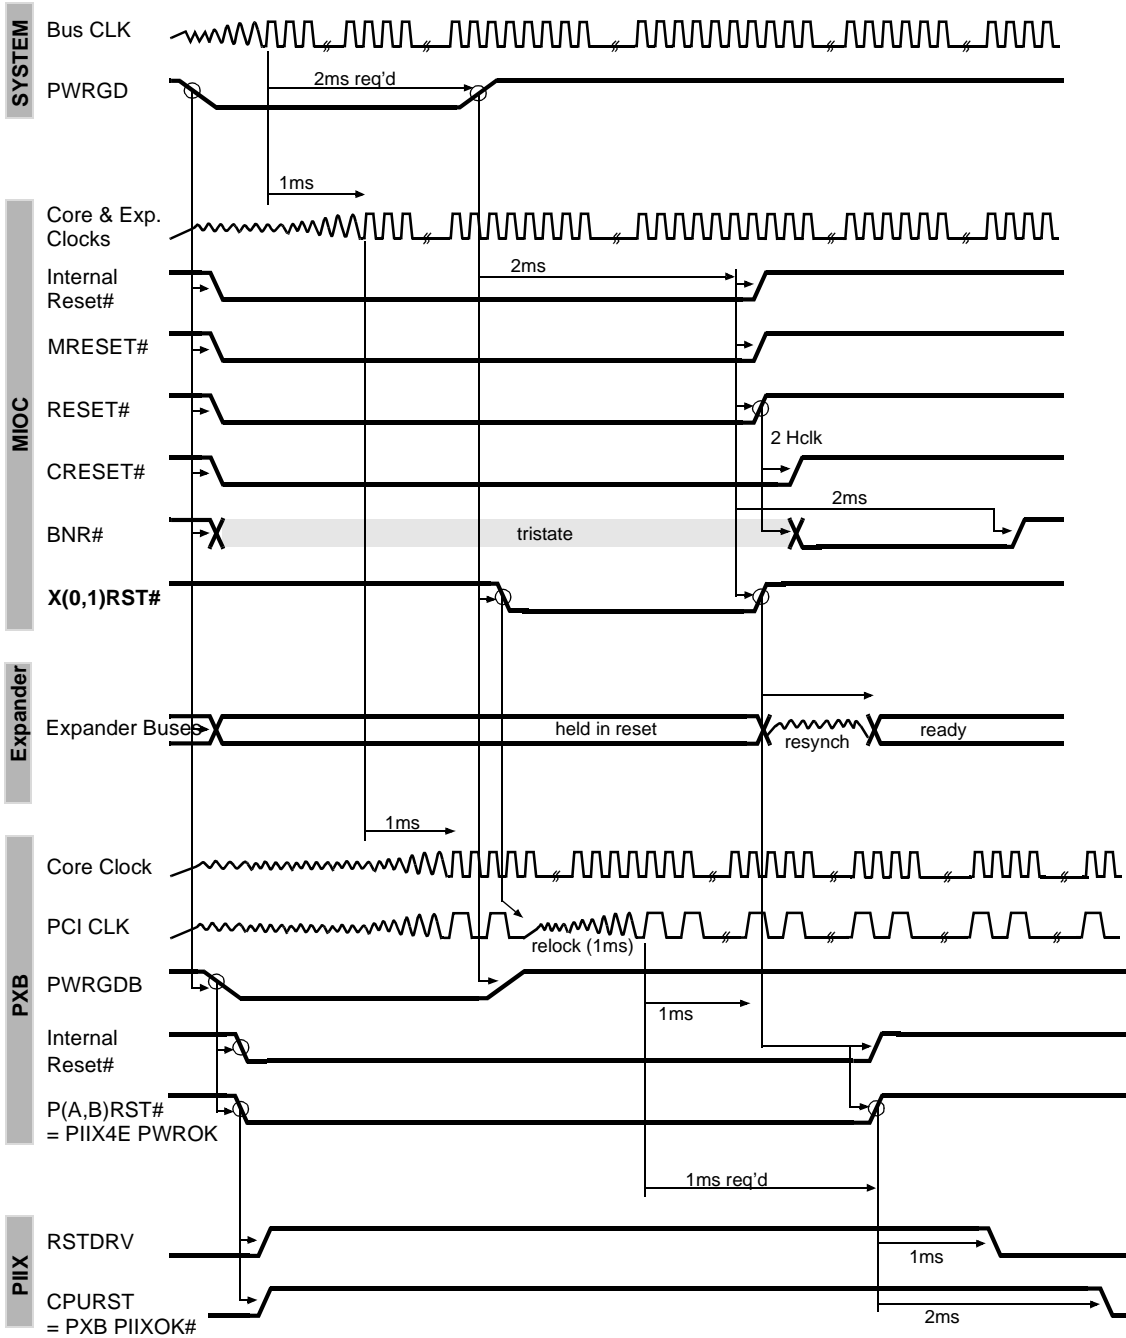 SYSTEM
Bus CLK
PWRGD
2ms req'd
1ms
MIOC
Core & Exp.
Clocks
Internal
Reset#
2ms
MRESET#
RESET#
2 Hclk
CRESET#
2ms
BNR#
tristate
X(0,1)RST#
Expander
Expander Buses
held in reset
resynch
ready
1ms
PXB
Core Clock
PCI CLK
relock (1ms)
PWRGDB
1ms
Internal
Reset#
P(A,B)RST#
= PIIX4E PWROK
1ms req'd
PIIX
RSTDRV
1ms
CPURST
= PXB PIIXOK#
2ms